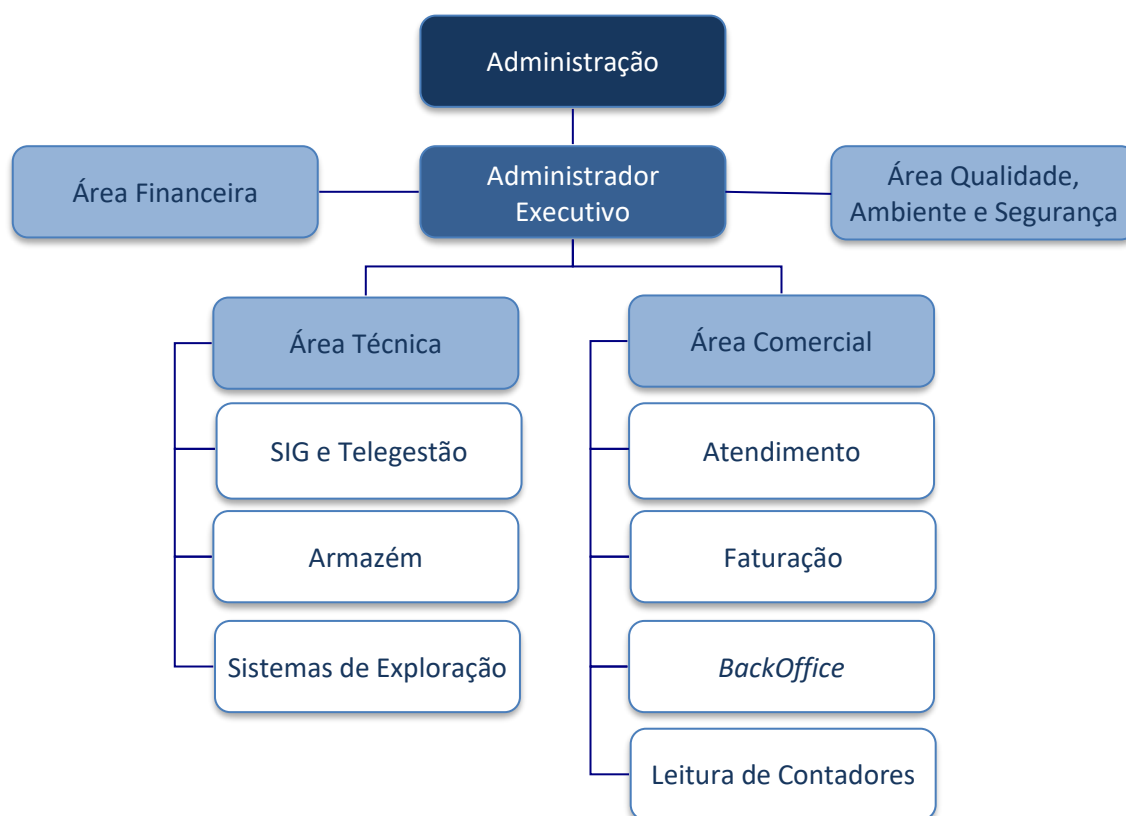 Administração
Área Financeira
Administrador
Executivo
Área Qualidade,
Ambiente e Segurança
Área Técnica
Área Comercial
SIG e Telegestão
Atendimento
Armazém
Faturação
Sistemas de Exploração
BackOffice
Leitura de Contadores